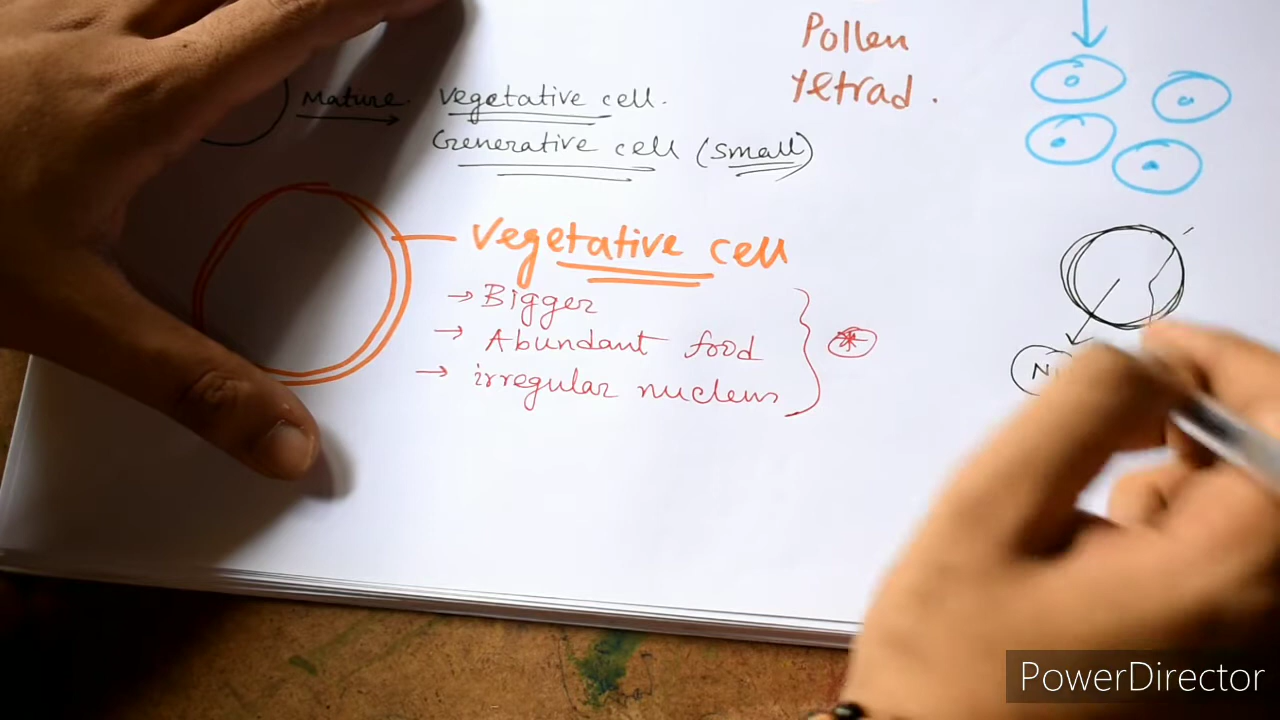 Pollen
Tetrad.
Mature. vegetative cell.
Generative cell (small)
vegetative cell
→ Bigger
→ Abundant food
→ irregular nucleus
PowerDirector